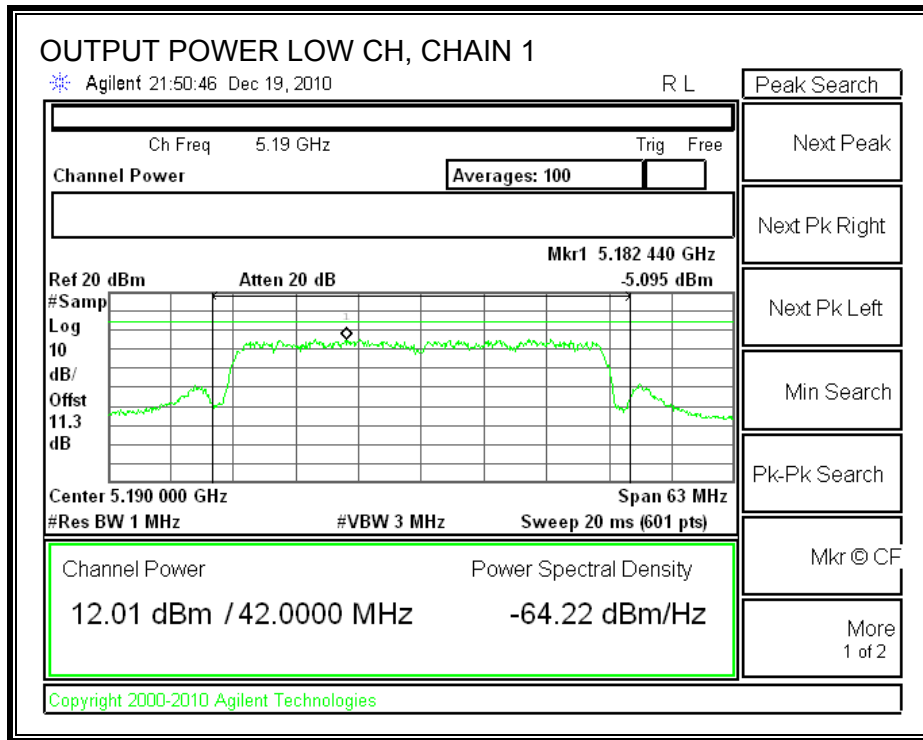 OUTPUT POWER LOW CH, CHAIN 1
Agilent 21:50:46 Dec 19, 2010 R L
Peak Search
Ch Freq 5.19 GHz Trig Free
Channel Power Averages: 100
Mkr1 5.182 440 GHz
Ref 20 dBm Atten 20 dB -5.095 dBm
#Samp
Log
10
dB/
Offst
11.3
dB
1
Center 5.190 000 GHz Span 63 MHz
#Res BW 1 MHz #VBW 3 MHz Sweep 20 ms (601 pts)
Channel Power Power Spectral Density
12.01 dBm / 42.0000 MHz -64.22 dBm/Hz
Copyright 2000-2010 Agilent Technologies
Next Peak
Next Pk Right
Next Pk Left
Min Search
Pk-Pk Search
Mkr © CF
More
1 of 2